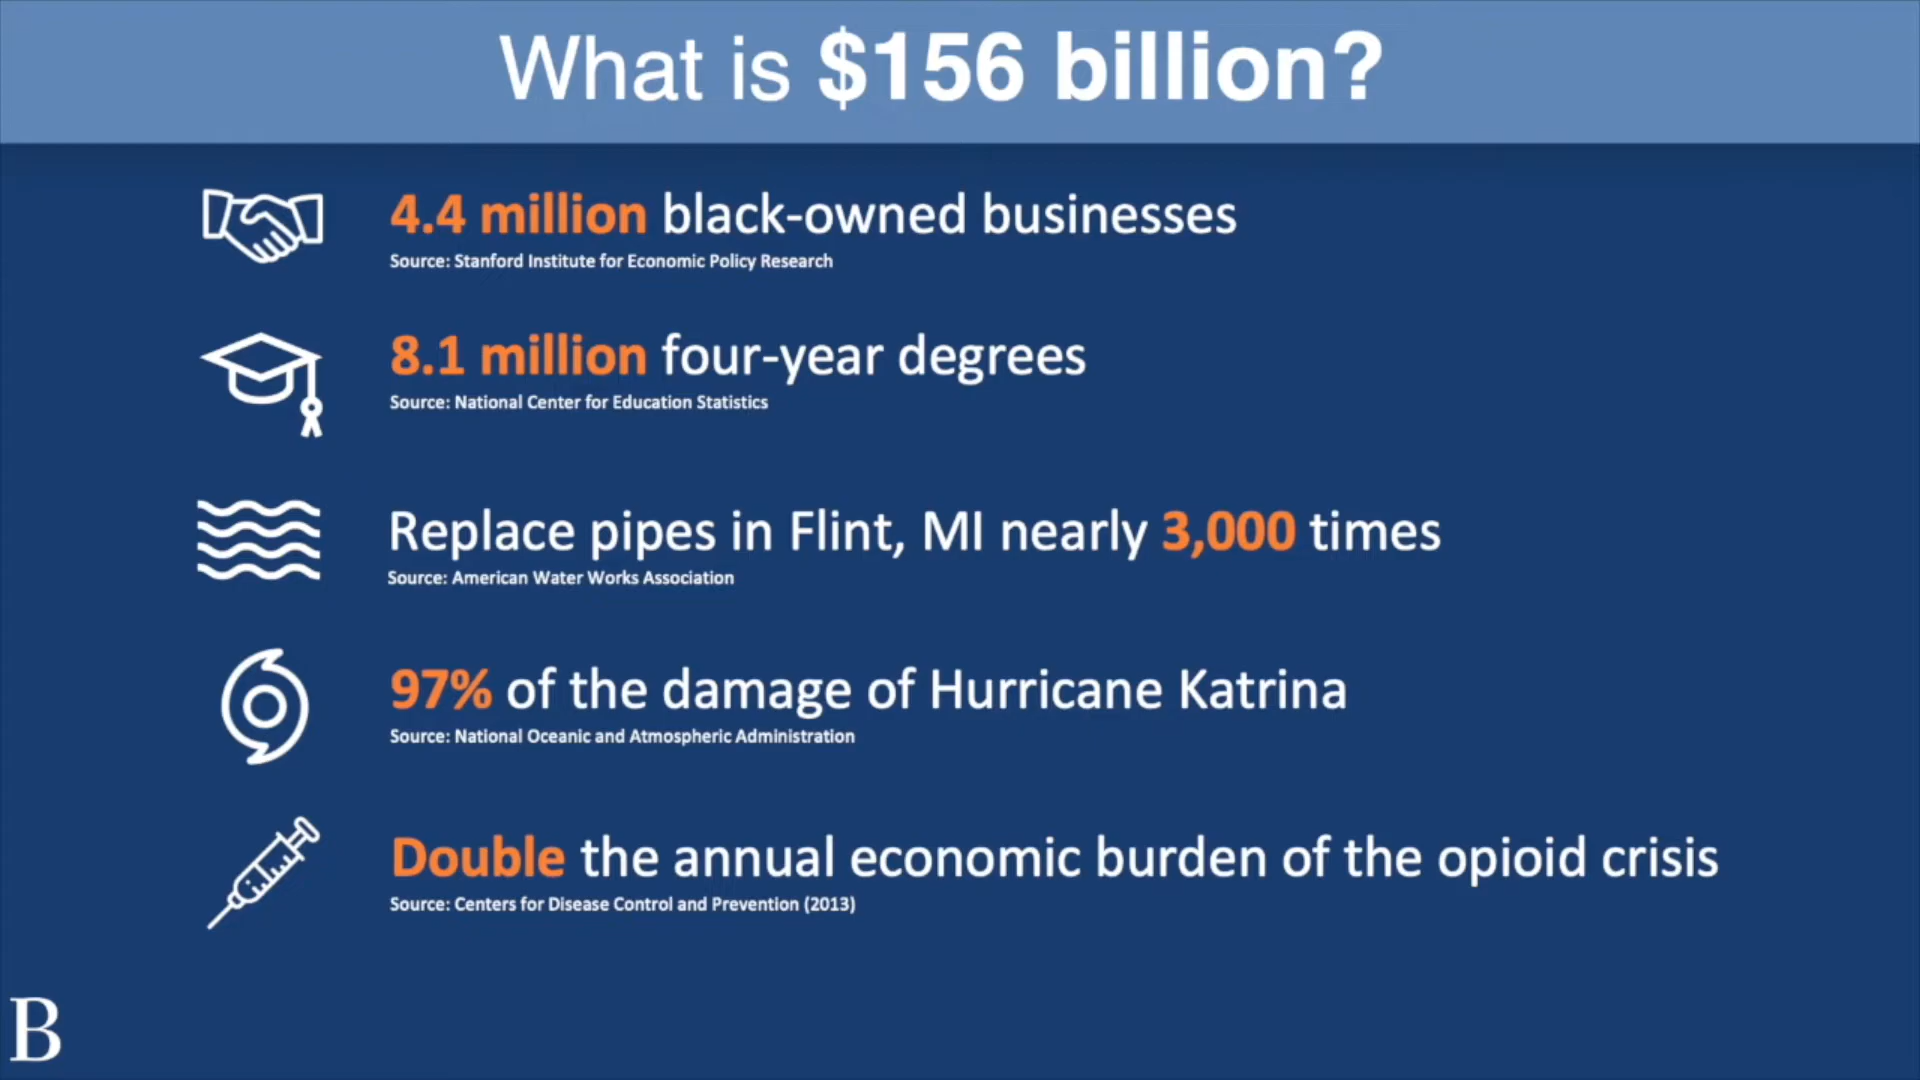 What is $156 billion?
4.4 million black-owned businesses
Source: Stanford Institute for Economic Policy Research
8.1 million four-year degrees
Source: National Center for Education Statistics
Replace pipes in Flint, MI nearly 3,000 times
Source: American Water Works Association
97% of the damage of Hurricane Katrina
Source: National Oceanic and Atmospheric Administration
Double the annual economic burden of the opioid crisis
Source: Centers for Disease Control and Prevention (2013)
B